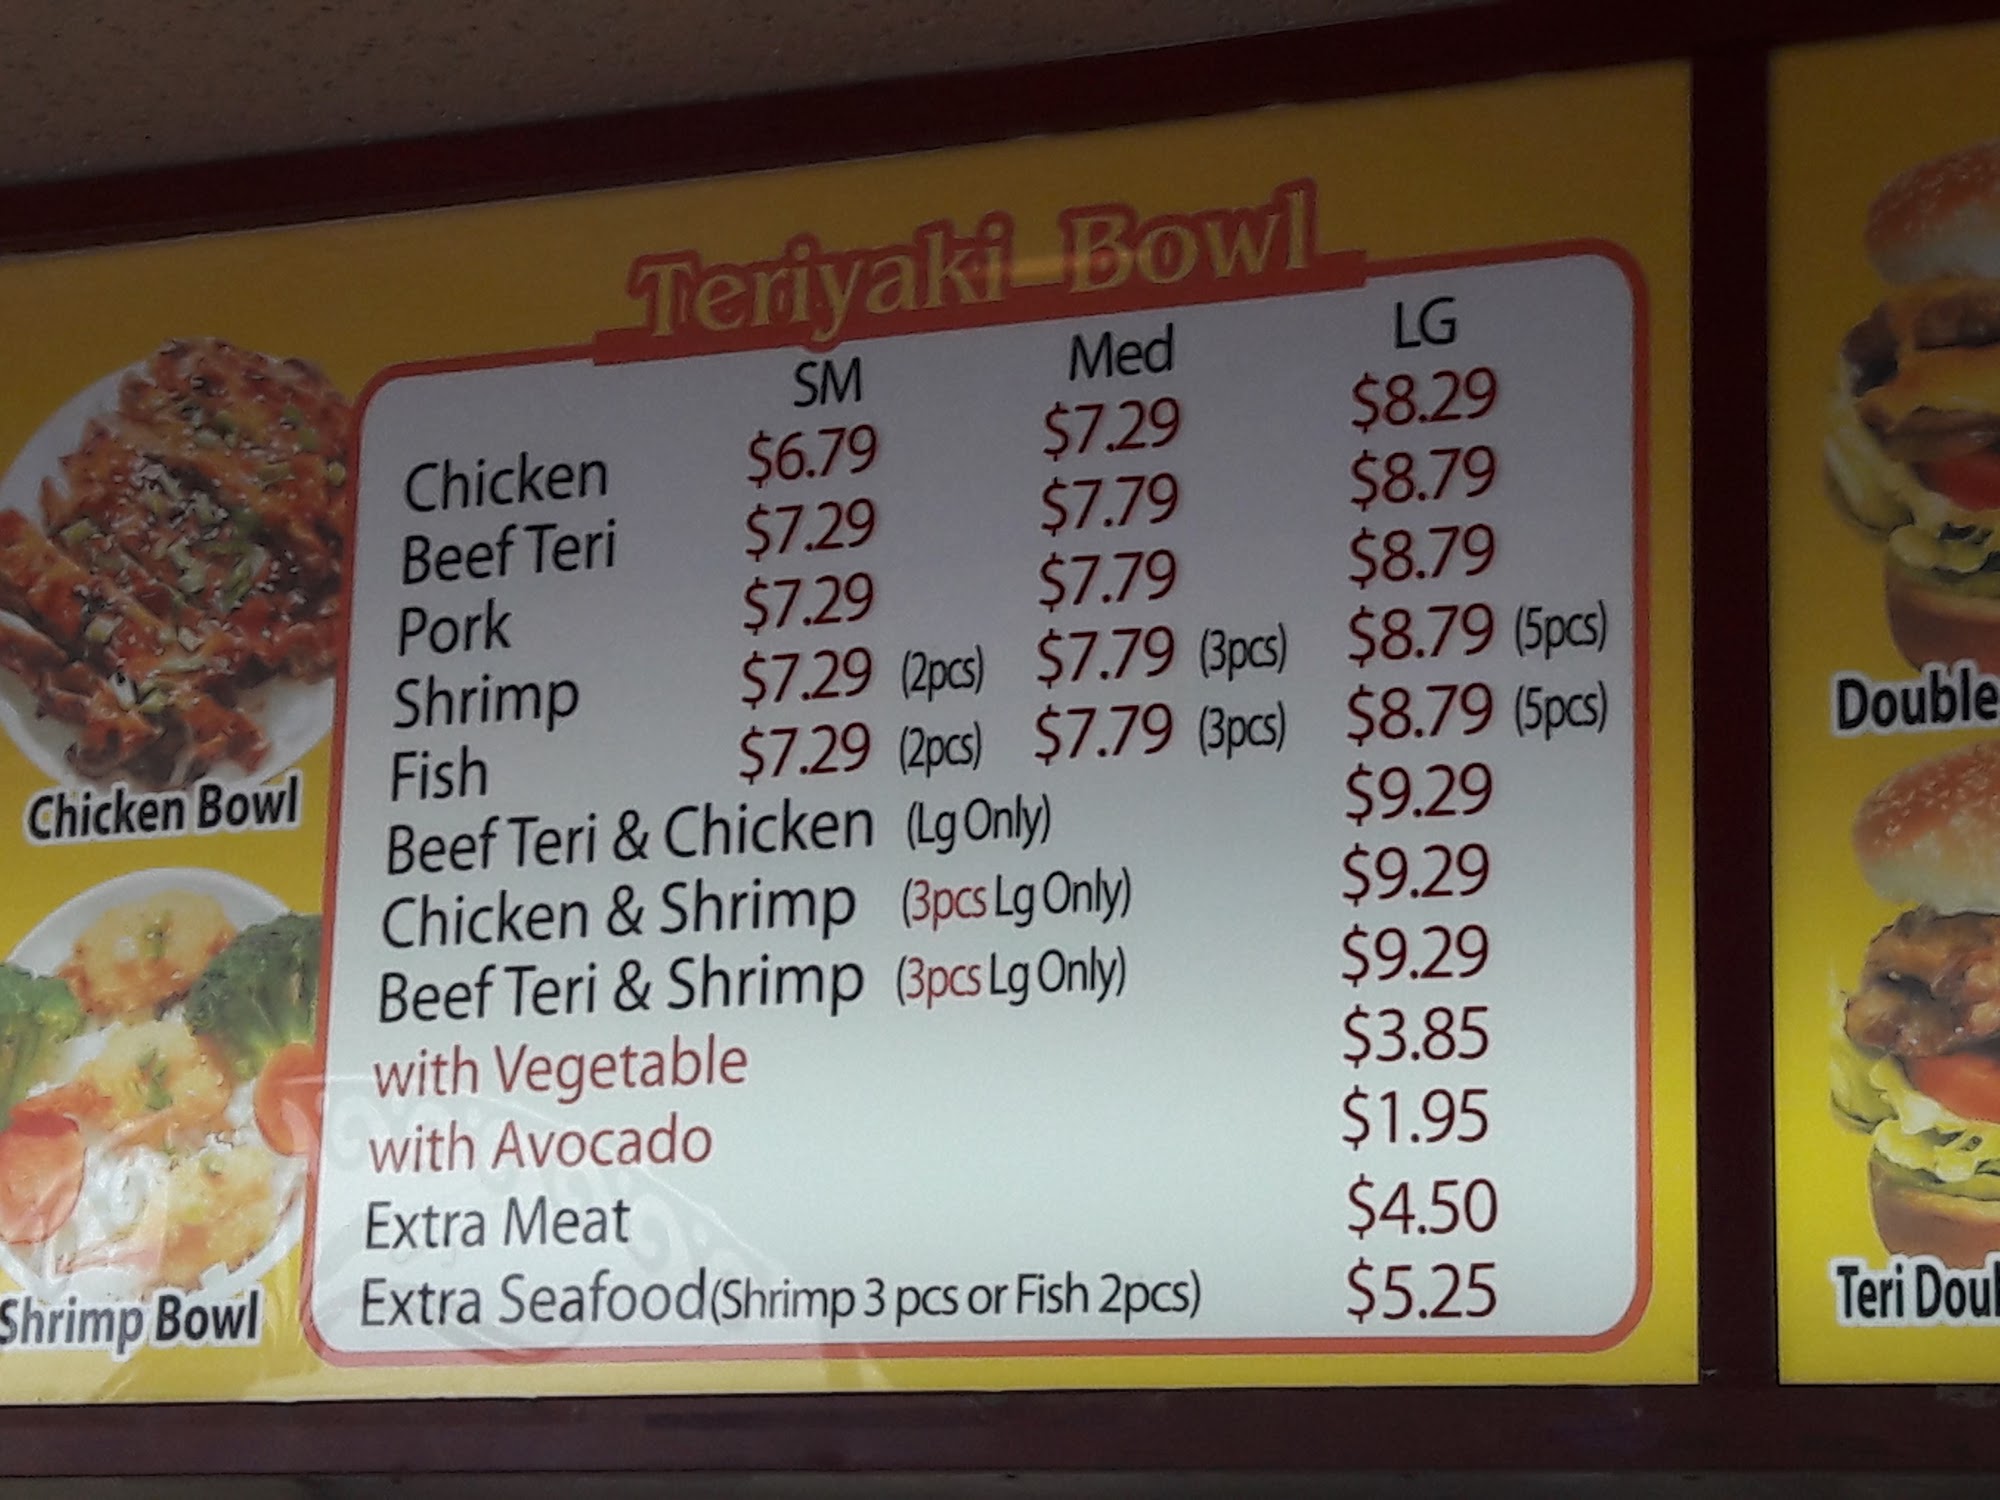 Teriyaki Bowl
SM Med LG
Chicken $6.79 $7.29 $8.29
Beef Teri $7.29 $7.79 $8.79
Pork $7.29 $7.79 $8.79
Shrimp $7.29 (2pcs) $7.79 (3pcs) $8.79 (5pcs)
Fish $7.29 (2pcs) $7.79 (3pcs) $8.79 (5pcs)
Beef Teri & Chicken (Lg Only) $9.29
Chicken & Shrimp (3pcs Lg Only) $9.29
Beef Teri & Shrimp (3pcs Lg Only) $9.29
with Vegetable $3.85
with Avocado $1.95
Extra Meat $4.50
Extra Seafood (Shrimp 3 pcs or Fish 2pcs) $5.25
Chicken Bowl
Shrimp Bowl
Double
Teri Doul